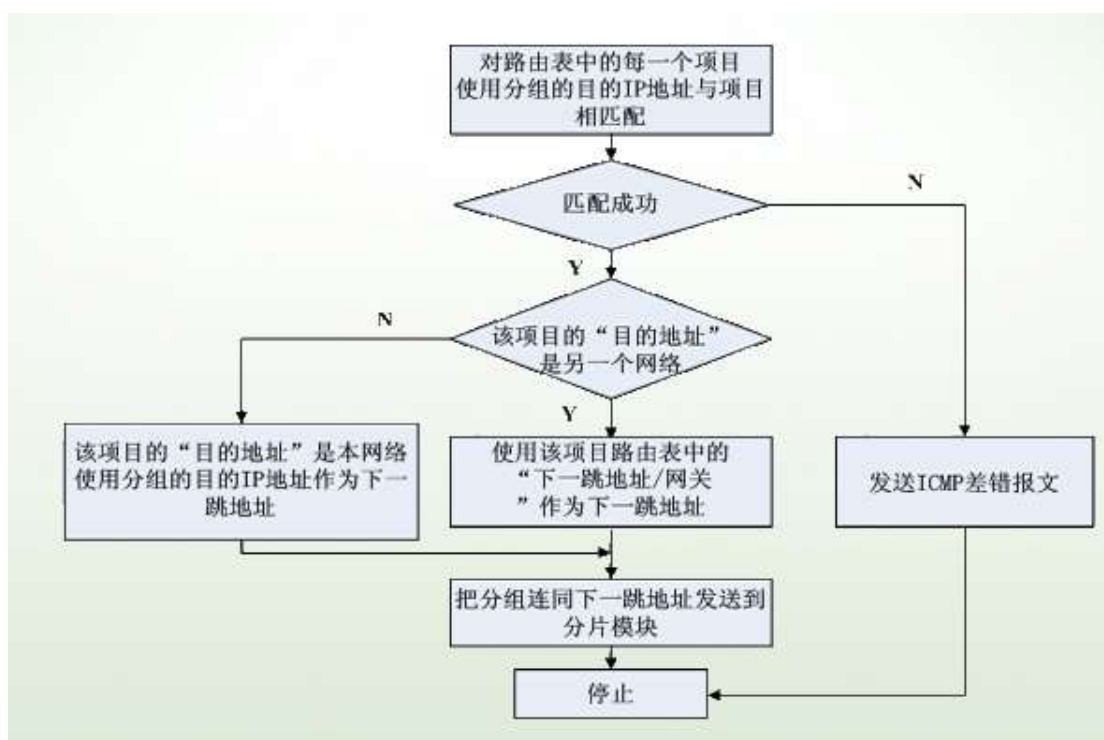 对路由表中的每一个项目
使用分组的目的IP地址与项目
相匹配
匹配成功
N
Y
该项目的“目的地址”
是另一个网络
N
Y
该项目的“目的地址”是本网络
使用分组的目的IP地址作为下一
跳地址
使用该项目路由表中的
“下一跳地址/网关
”作为下一跳地址
发送ICMP差错报文
把分组连同下一跳地址发送到
分片模块
停止